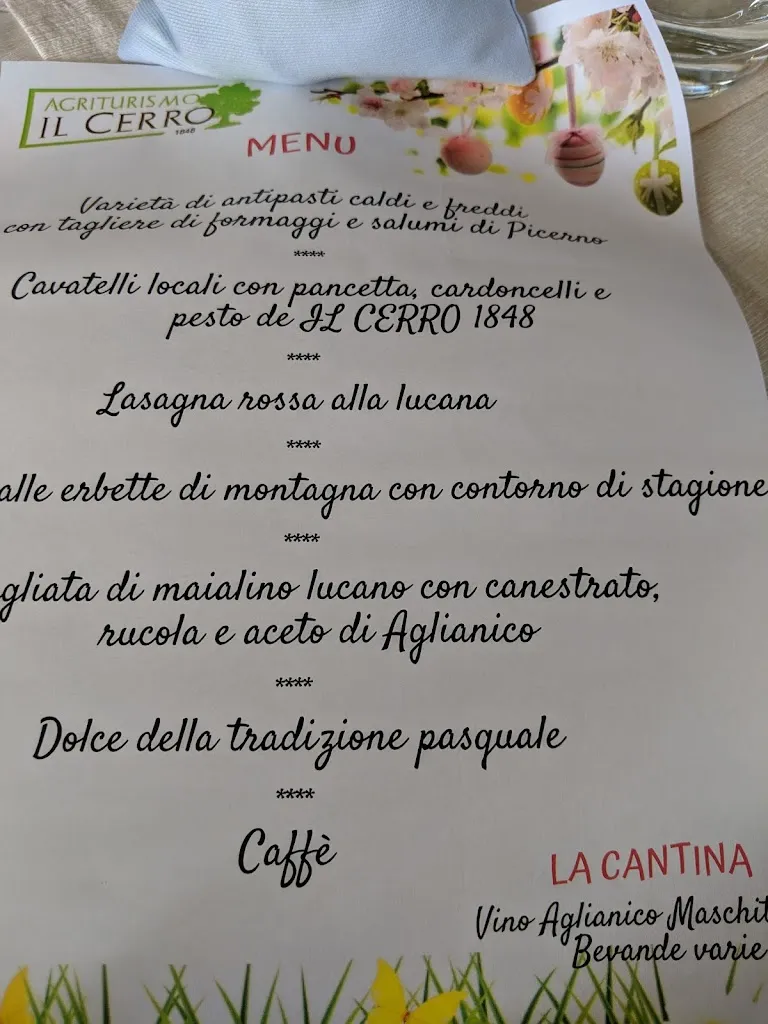 AGRITURISMO
IL CERRO
1848
MENU
Varietà di antipasti caldi e freddi
con tagliere di formaggi e salumi di Picerno
****
Cavatelli locali con pancetta, cardoncelli e
pesto de IL CERRO 1848
****
Lasagna rossa alla lucana
****
alle erbette di montagna con contorno di stagione
****
gliata di maialino lucano con canestrato,
rucola e aceto di Aglianico
****
Dolce della tradizione pasquale
****
Caffè
LA CANTINA
Vino Aglianico Maschit
Bevande varie